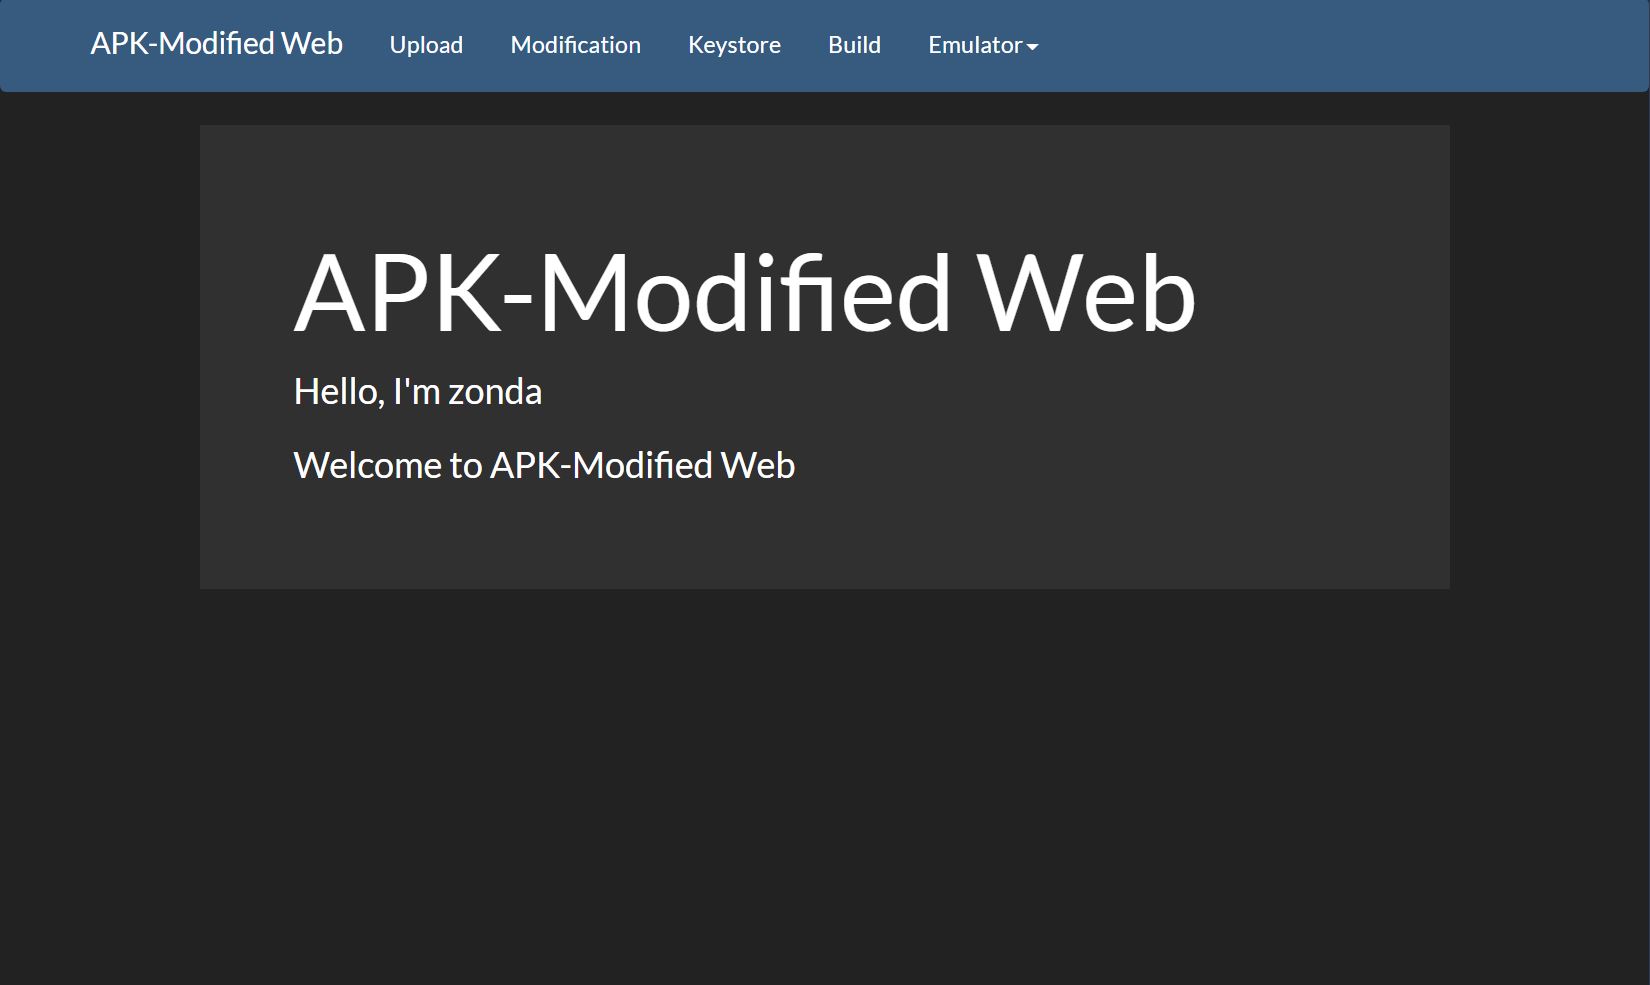 APK-Modified Web Upload Modification Keystore Build Emulator
APK-Modified Web
Hello, I'm zonda
Welcome to APK-Modified Web